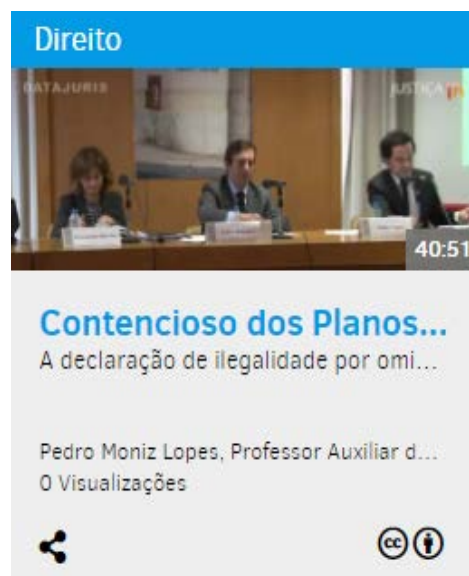 Direito
DATAJURIS
JUSTIÇA
40:51
Contencioso dos Planos...
A declaração de ilegalidade por omi...
Pedro Moniz Lopes, Professor Auxiliar d...
0 Visualizações
cc